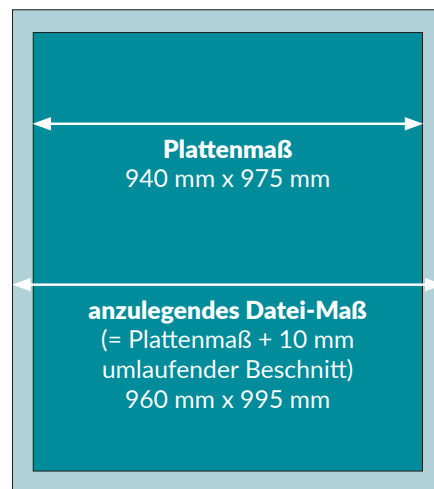 Plattenmaß
940 mm x 975 mm
anzulegendes Datei-Maß
(= Plattenmaß + 10 mm
umlaufender Beschnitt)
960 mm x 995 mm